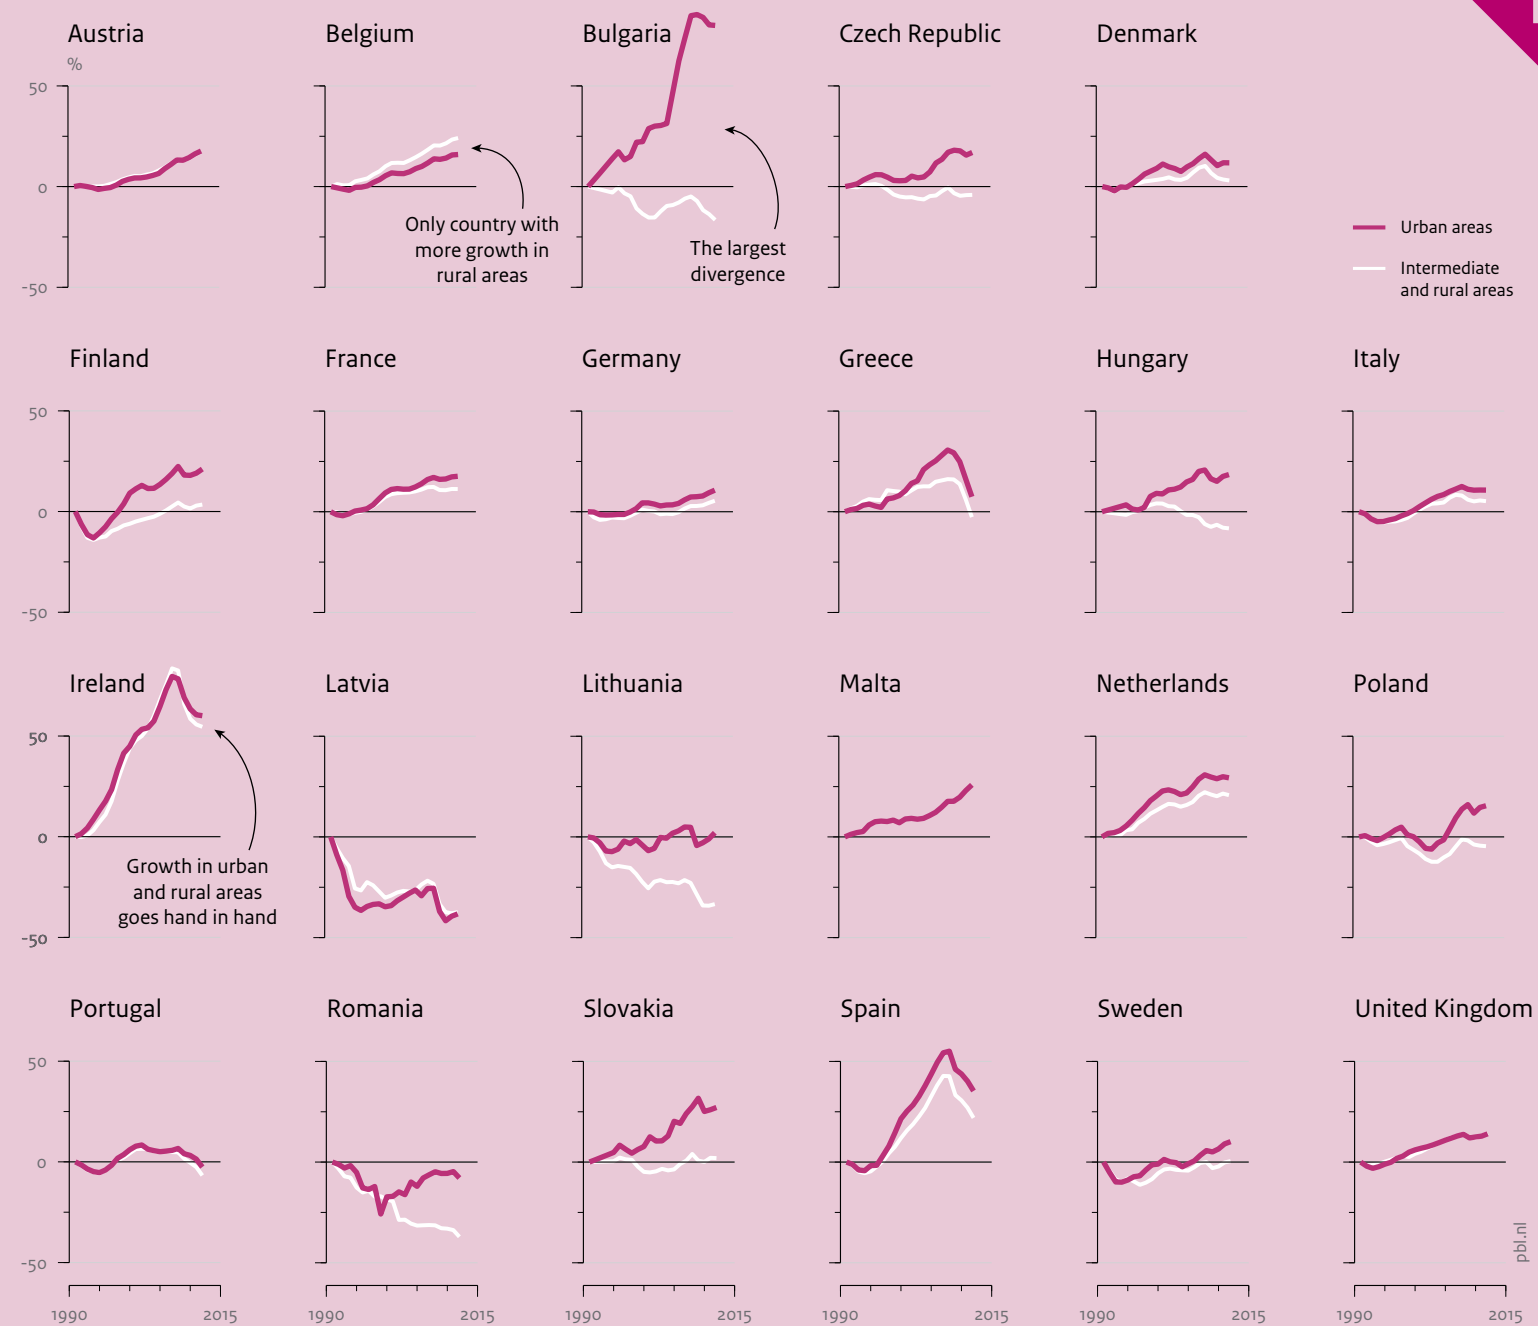 Austria
%
50
0
-50
Belgium
Only country with
more growth in
rural areas
Bulgaria
The largest
divergence
Czech Republic
Denmark
Urban areas
Intermediate
and rural areas
Finland
50
0
-50
France
Germany
Greece
Hungary
Italy
Ireland
50
0
-50
Growth in urban
and rural areas
goes hand in hand
Latvia
Lithuania
Malta
Netherlands
Poland
Portugal
50
0
-50
1990
2015
Romania
1990
2015
Slovakia
1990
2015
Spain
1990
2015
Sweden
1990
2015
United Kingdom
1990
2015
pbl.nl